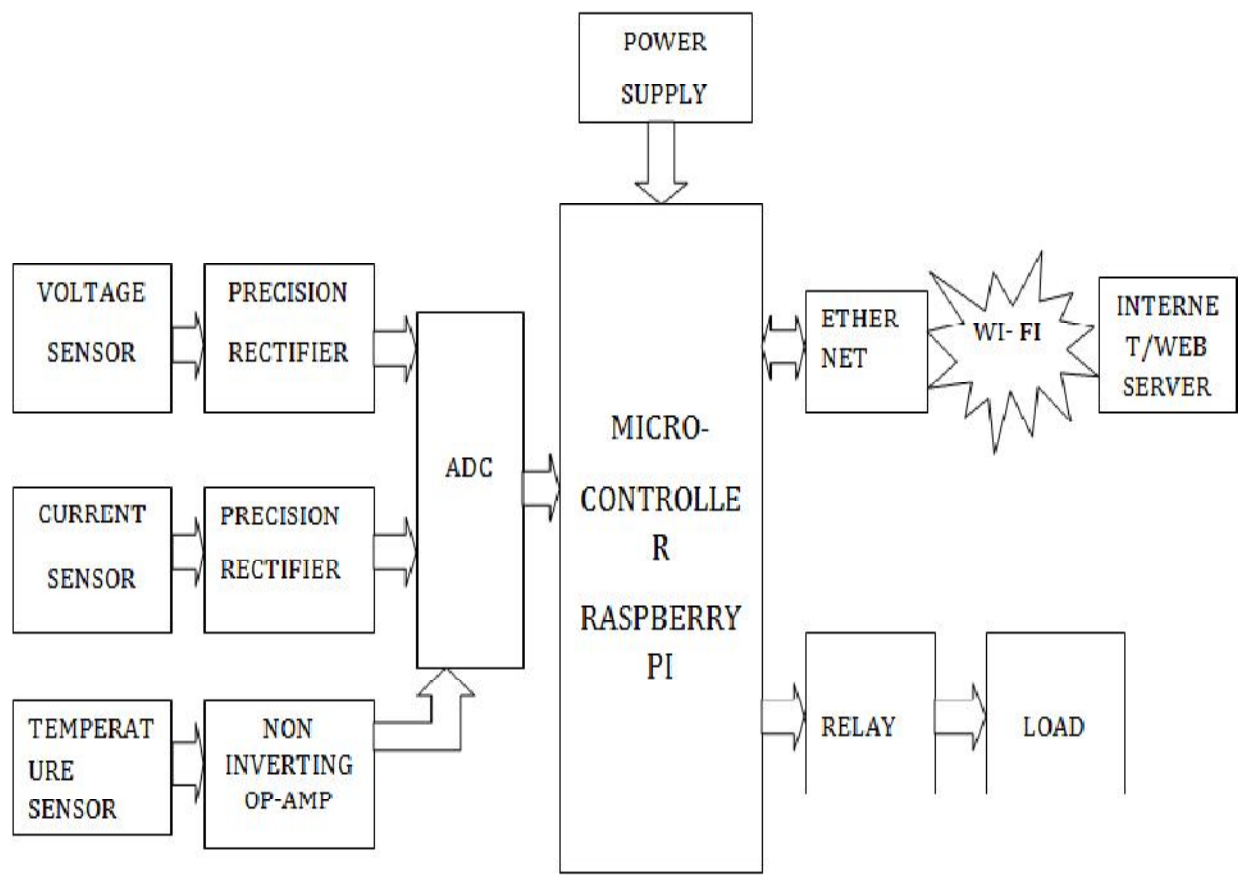 POWER
SUPPLY
VOLTAGE
SENSOR
PRECISION
RECTIFIER
ADC
CURRENT
SENSOR
PRECISION
RECTIFIER
TEMPERAT
URE
SENSOR
NON
INVERTING
OP-AMP
MICRO-
CONTROLLE
R
RASPBERRY
PI
ETHER
NET
WI- FI
INTERNE
T/WEB
SERVER
RELAY
LOAD